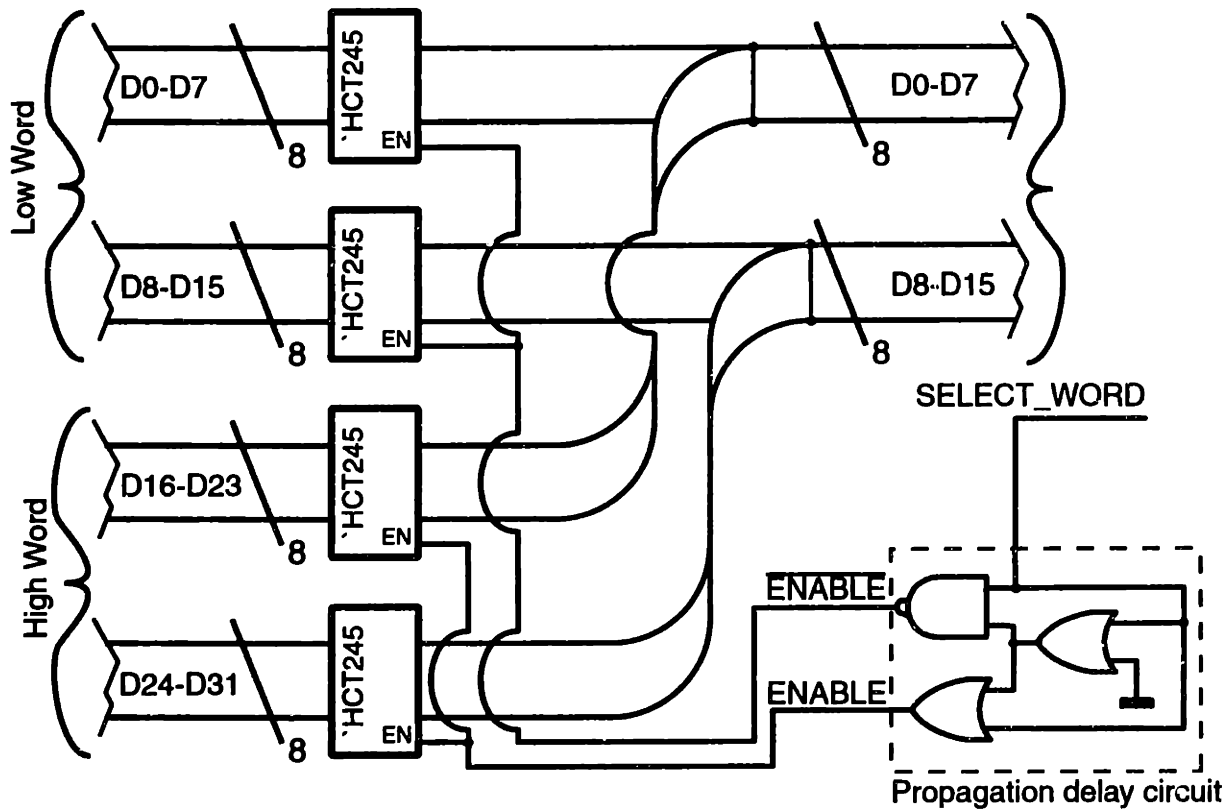 Low Word
D0-D7
8
`HCT245
EN
D0-D7
8
D8-D15
8
`HCT245
EN
D8-D15
8
High Word
D16-D23
8
`HCT245
EN
D24-D31
8
`HCT245
EN
SELECT_WORD
ENABLE
ENABLE
Propagation delay circuit